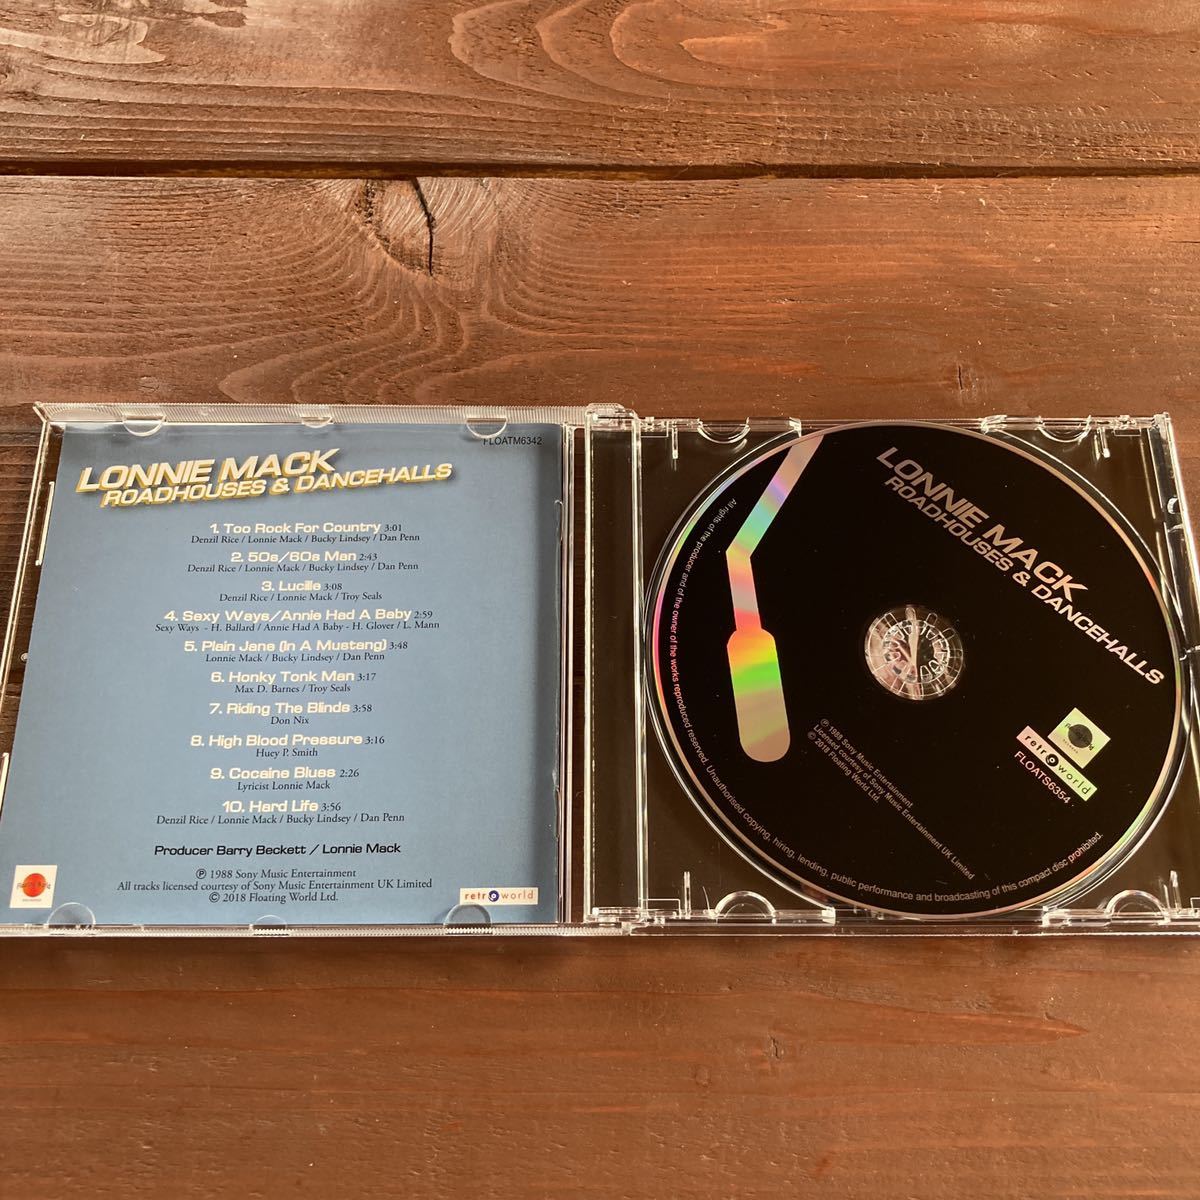 FLOATM6342
LONNIE MACK
ROADHOUSES & DANCEHALLS
1. Too Rock For Country 3:01
Denzil Rice / Lonnie Mack / Bucky Lindsey / Dan Penn
2. 50s/60s Man 2:43
Denzil Rice / Lonnie Mack / Bucky Lindsey / Dan Penn
3. Lucille 3:08
Denzil Rice / Lonnie Mack / Troy Seals
4. Sexy Ways/Annie Had A Baby 2:59
Sexy Ways - H. Ballard / Annie Had A Baby - H. Glover / L. Mann
5. Plain Jane (In A Mustang) 3:48
Lonnie Mack / Bucky Lindsey / Dan Penn
6. Honky Tonk Man 3:17
Max D. Barnes / Troy Seals
7. Riding The Blinds 3:58
Don Nix
8. High Blood Pressure 3:16
Huey P. Smith
9. Cocaine Blues 2:26
Lyricist Lonnie Mack
10. Hard Life 3:56
Denzil Rice / Lonnie Mack / Bucky Lindsey / Dan Penn
Producer Barry Beckett / Lonnie Mack
℗ 1988 Sony Music Entertainment
All tracks licensed courtesy of Sony Music Entertainment UK Limited
© 2018 Floating World Ltd.
retroworld
LONNIE MACK
ROADHOUSES & DANCEHALLS
℗ 1988 Sony Music Entertainment
Licensed courtesy of Sony Music Entertainment UK Limited
© 2018 Floating World Ltd.
retroworld
FLOATS6354
All rights of the producer and of the owner of the works reproduced reserved. Unauthorised copying, hiring, lending, public performance and broadcasting of this compact disc prohibited.